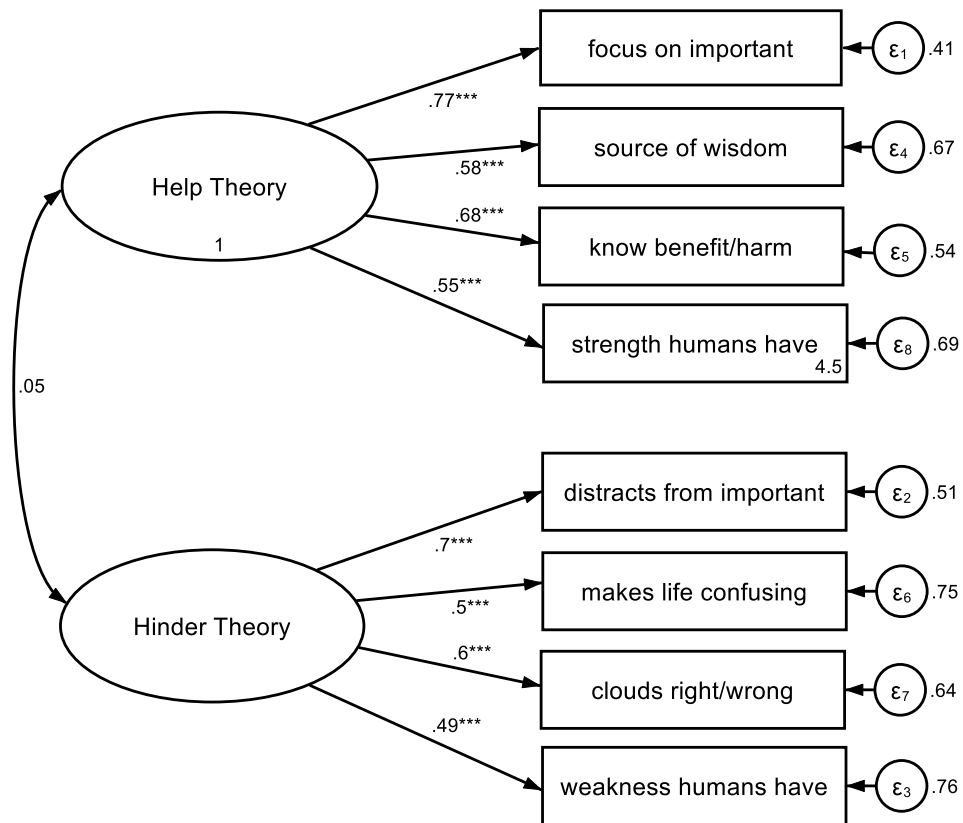 focus on important
ε₁ .41
.77***
source of wisdom
ε₄ .67
.58***
Help Theory
1
.68***
know benefit/harm
ε₅ .54
.55***
strength humans have
4.5
ε₈ .69
.05
distracts from important
ε₂ .51
.7***
makes life confusing
ε₆ .75
.5***
Hinder Theory
.6***
clouds right/wrong
ε₇ .64
.49***
weakness humans have
ε₃ .76